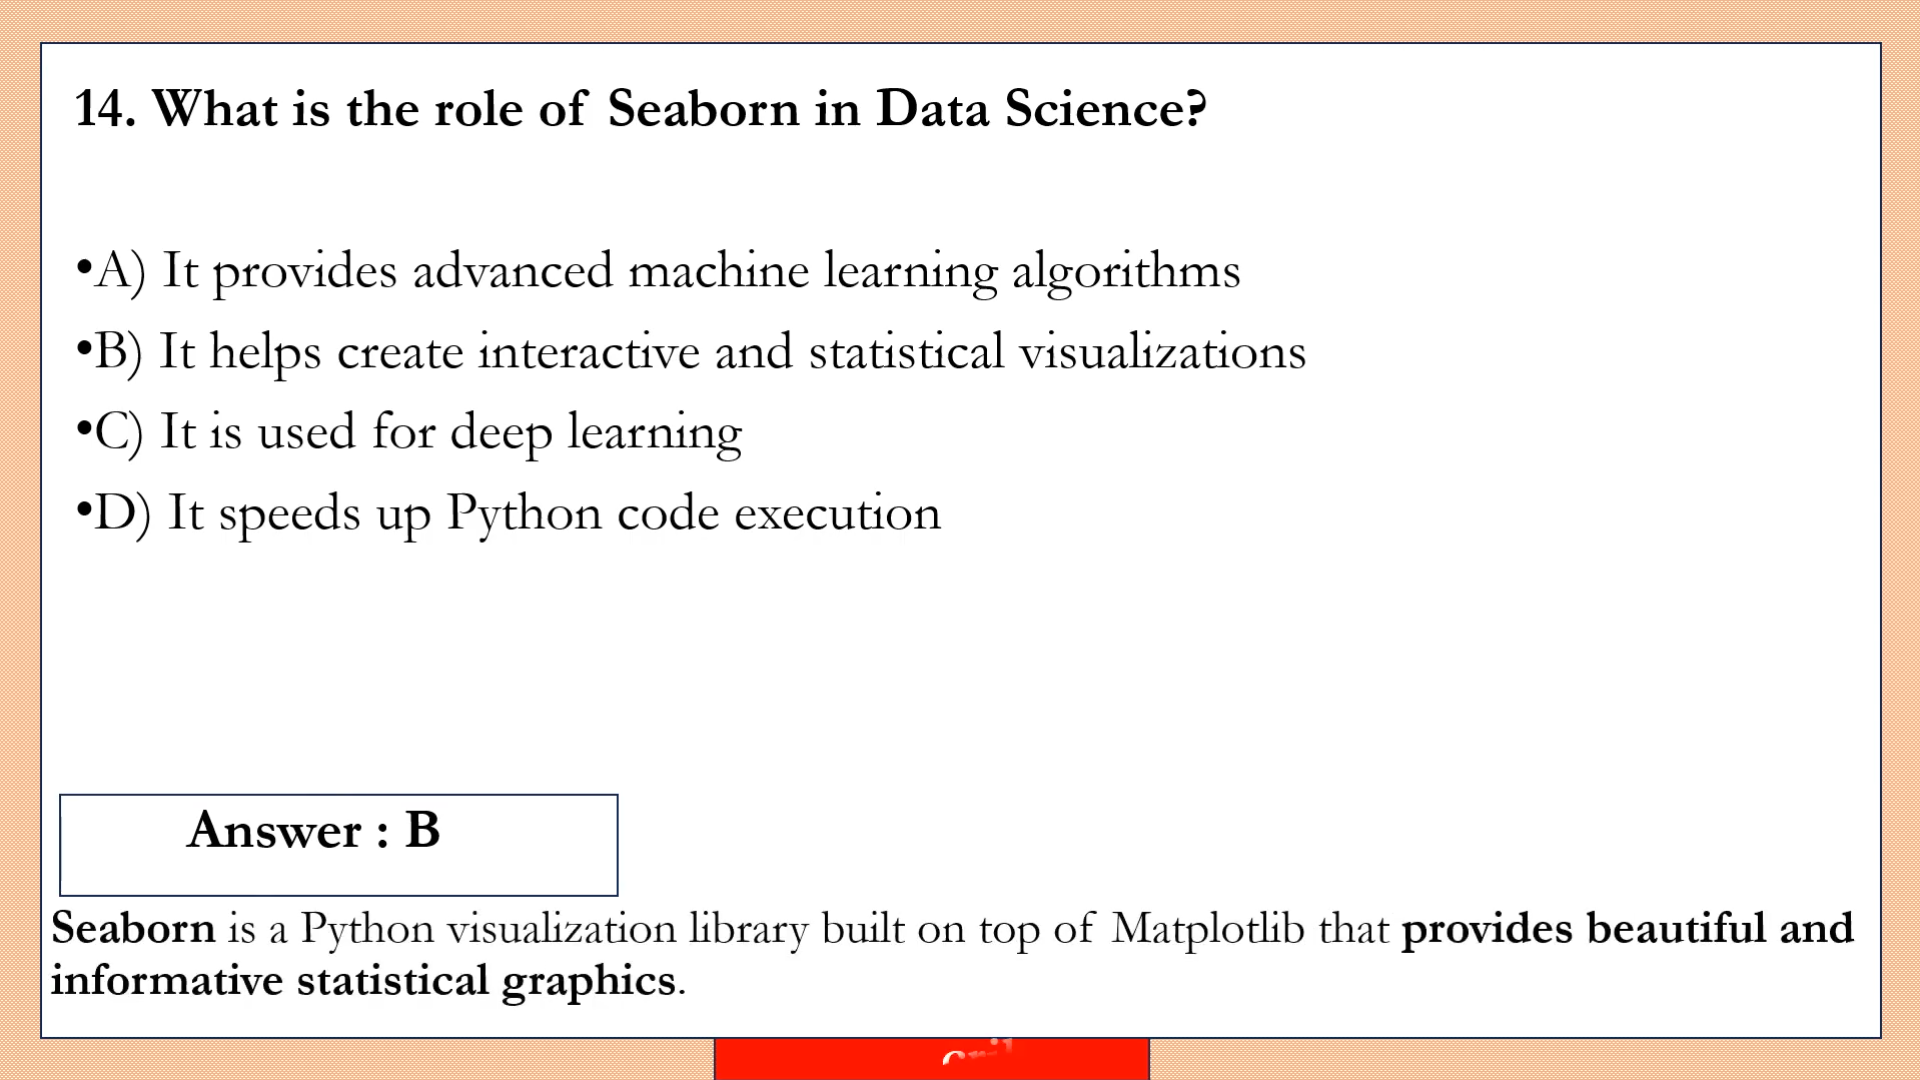 14. What is the role of Seaborn in Data Science?
•A) It provides advanced machine learning algorithms
•B) It helps create interactive and statistical visualizations
•C) It is used for deep learning
•D) It speeds up Python code execution
Answer : B
Seaborn is a Python visualization library built on top of Matplotlib that provides beautiful and
informative statistical graphics.